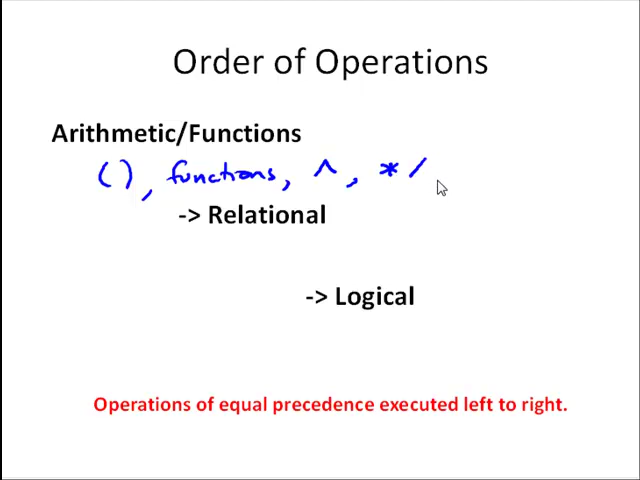 Order of Operations
Arithmetic/Functions
( ), functions, ^, * /
-> Relational
-> Logical
Operations of equal precedence executed left to right.